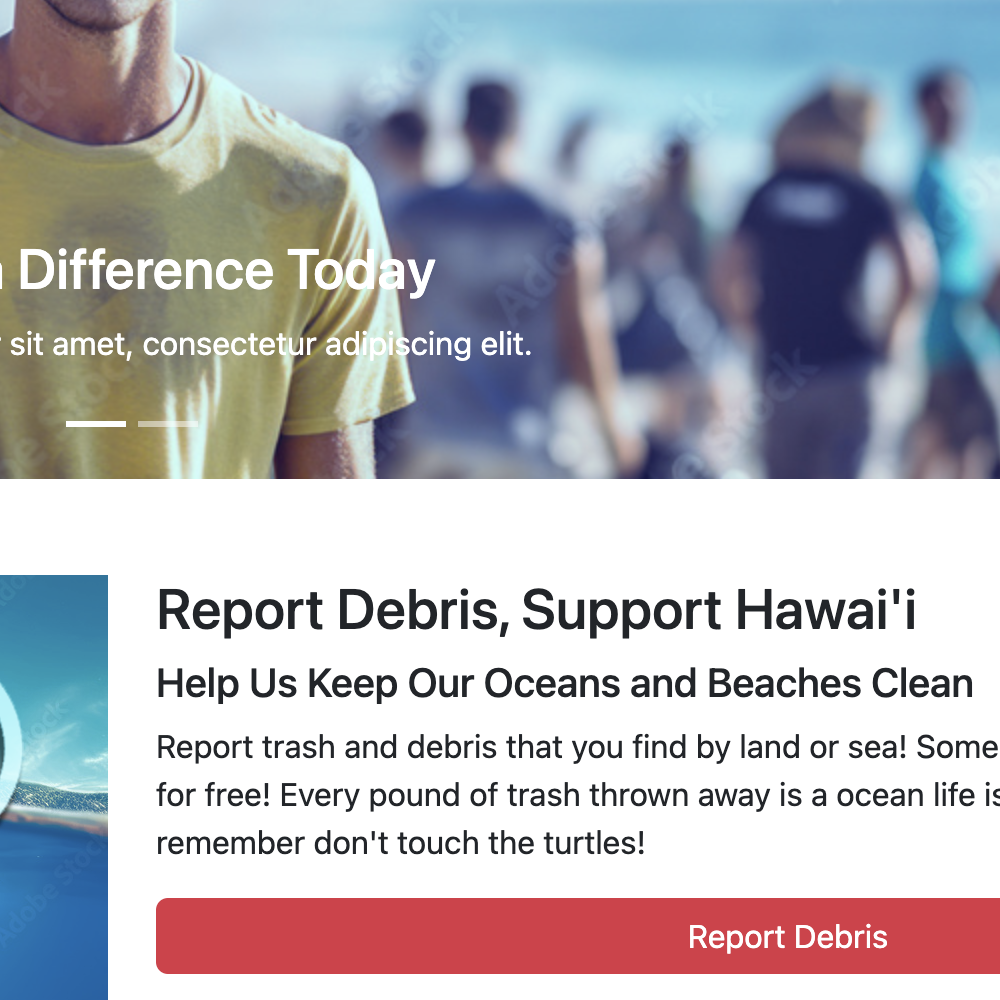 Difference Today
sit amet, consectetur adipiscing elit.
Report Debris, Support Hawai'i
Help Us Keep Our Oceans and Beaches Clean
Report trash and debris that you find by land or sea! Some
for free! Every pound of trash thrown away is a ocean life is
remember don't touch the turtles!
Report Debris